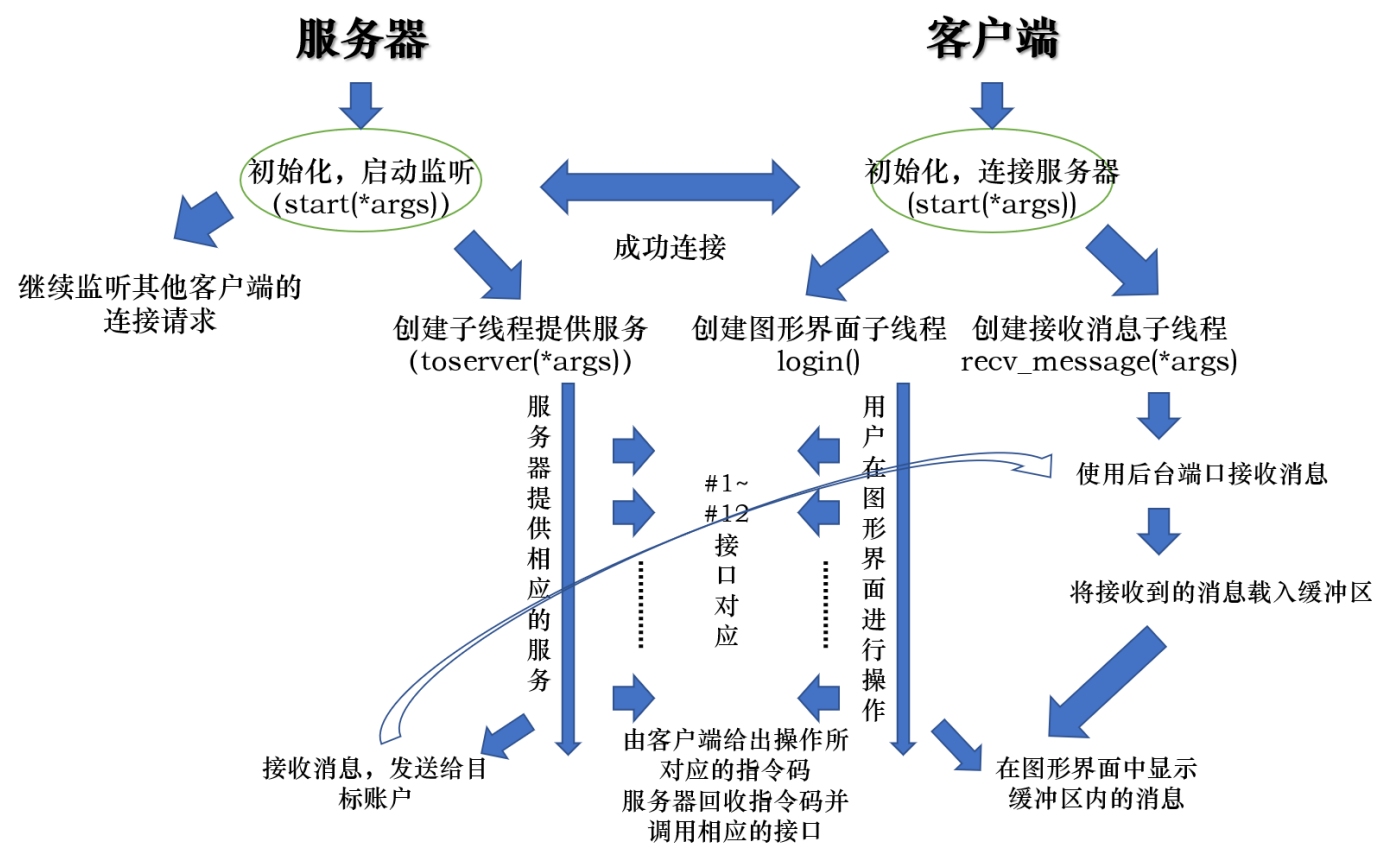 服务器
客户端
初始化，启动监听
(start(*args))
初始化，连接服务器
(start(*args))
成功连接
继续监听其他客户端的
连接请求
创建子线程提供服务
(toserver(*args))
创建图形界面子线程
login()
创建接收消息子线程
recv_message(*args)
服务器提供相应的服务
#1~
#12
接
口
对
应
用户在图形界面进行操作
使用后台端口接收消息
将接收到的消息载入缓冲区
接收消息，发送给目
标账户
由客户端给出操作所
对应的指令码
服务器回收指令码并
调用相应的接口
在图形界面中显示
缓冲区内的消息